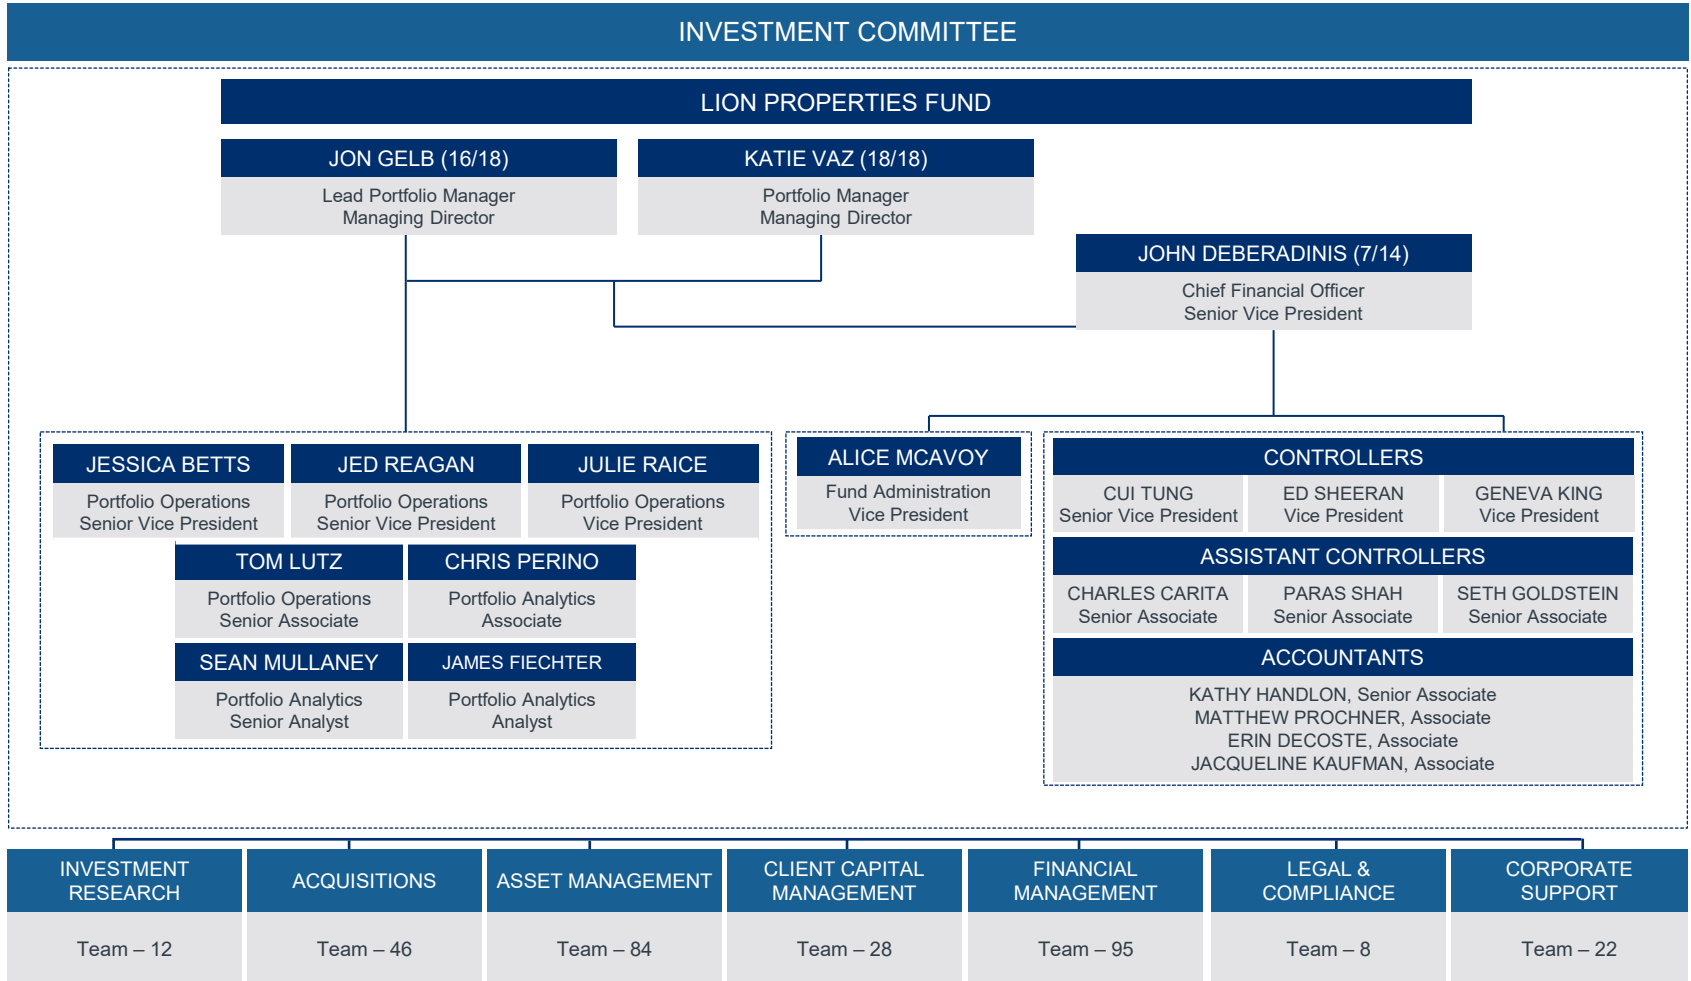 INVESTMENT COMMITTEE
LION PROPERTIES FUND
JON GELB (16/18)
Lead Portfolio Manager
Managing Director
KATIE VAZ (18/18)
Portfolio Manager
Managing Director
JOHN DEBERADINIS (7/14)
Chief Financial Officer
Senior Vice President
JESSICA BETTS
Portfolio Operations
Senior Vice President
JED REAGAN
Portfolio Operations
Senior Vice President
JULIE RAICE
Portfolio Operations
Vice President
TOM LUTZ
Portfolio Operations
Senior Associate
CHRIS PERINO
Portfolio Analytics
Associate
SEAN MULLANEY
Portfolio Analytics
Senior Analyst
JAMES FIECHTER
Portfolio Analytics
Analyst
ALICE MCAVOY
Fund Administration
Vice President
CONTROLLERS
CUI TUNG
Senior Vice President
ED SHEERAN
Vice President
GENEVA KING
Vice President
ASSISTANT CONTROLLERS
CHARLES CARITA
Senior Associate
PARAS SHAH
Senior Associate
SETH GOLDSTEIN
Senior Associate
ACCOUNTANTS
KATHY HANDLON, Senior Associate
MATTHEW PROCHNER, Associate
ERIN DECOSTE, Associate
JACQUELINE KAUFMAN, Associate
INVESTMENT
RESEARCH
Team – 12
ACQUISITIONS
Team – 46
ASSET MANAGEMENT
Team – 84
CLIENT CAPITAL
MANAGEMENT
Team – 28
FINANCIAL
MANAGEMENT
Team – 95
LEGAL &
COMPLIANCE
Team – 8
CORPORATE
SUPPORT
Team – 22